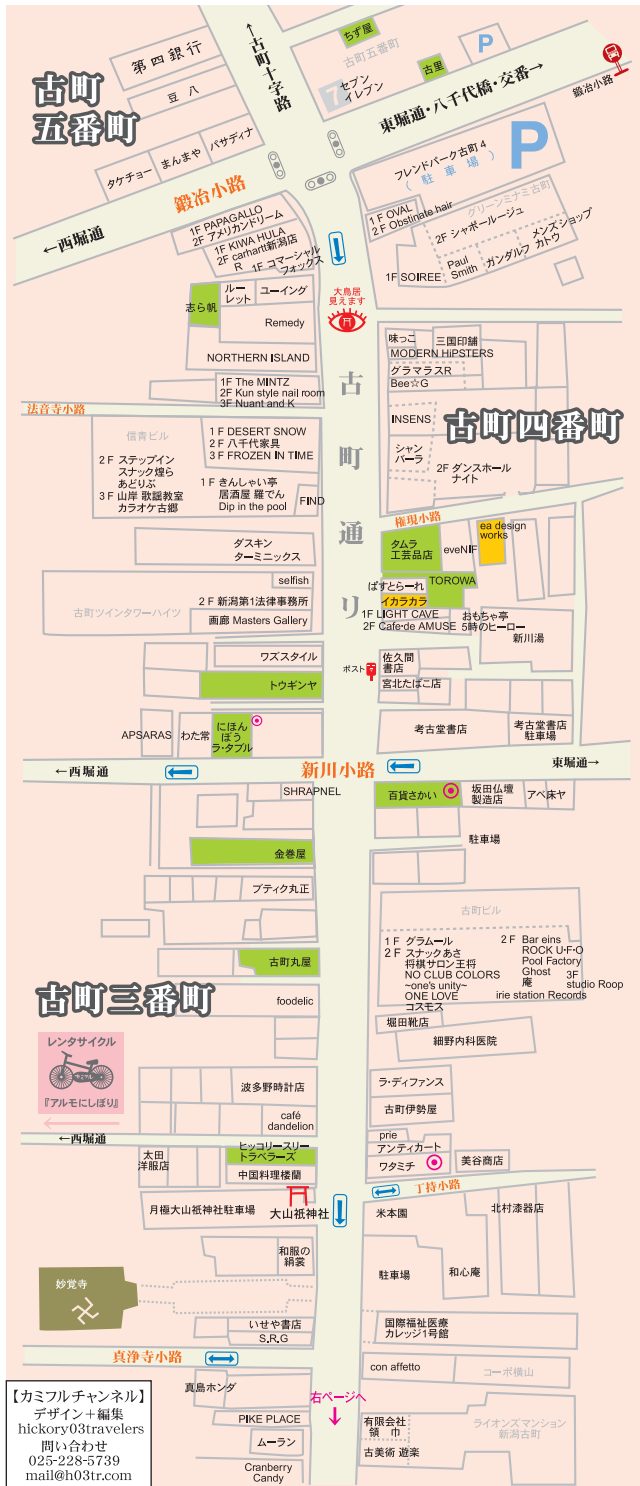 ちず屋
古町五番町
古里
P
第四銀行
豆八
パサディナ
まんまや
タケチョー
古町
五番町
←古町十字路
7
セブン
イレブン
東堀通・八千代橋・交番→
鍛冶小路
フレンドパーク古町4
(駐車場)
P
鍛冶小路
←西堀通
1F PAPAGALLO
2F アメリカンドリーム
1F KIWA HULA
2F carhartt新潟店
R
1F コマーシャル
フォックス
1F OVAL
2F Obstinate hair
グリーンミナミ古町
2F シャポールージュ
メンズショップ
カトウ
ガンダルフ
Paul
Smith
1F SOIREE
志ら帆
ルー
レット
ユーイング
Remedy
NORTHERN ISLAND
大鳥居
見えます
1F The MINTZ
2F Kun style nail room
3F Nuant and K
味っこ
三国印舗
MODERN HiPSTERS
グラマラスR
Bee☆G
法音寺小路
古町通り
INSENS
古町四番町
信青ビル
2F ステップイン
スナック煌ら
あどりぶ
3F 山岸 歌謡教室
カラオケ古郷
1F DESERT SNOW
2F 八千代家具
3F FROZEN IN TIME
1F きんしゃい亭
居酒屋 羅でん
Dip in the pool
FIND
シャン
バーラ
2F ダンスホール
ナイト
権現小路
ダスキン
ターミニックス
タムラ
工芸品店
eveNIF
ea design
works
selfish
2F 新潟第1法律事務所
古町ツインタワーハイツ
画廊 Masters Gallery
ぱすとらーれ
TOROWA
イカラカラ
1F LIGHT CAVE
2F Cafe・de AMUSE
おもちゃ亭
5時のヒーロー
新川湯
ワズスタイル
トウギンヤ
ポスト
佐久間
書店
宮北たばこ店
APSARAS
わた常
にほん
ぼう
ラ・タブル
考古堂書店
考古堂書店
駐車場
←西堀通
新川小路
東堀通→
SHRAPNEL
百貨さかい
坂田仏壇
製造店
アベ床ヤ
金巻屋
駐車場
ブティク丸正
古町ビル
1F グラムール
2F スナックあさ
将棋サロン王将
NO CLUB COLORS
~one's unity~
ONE LOVE
コスモス
2F Bar eins
ROCK U・F・O
Pool Factory
Ghost
庵
3F
studio Roop
irie station Records
古町丸屋
古町三番町
foodelic
堀田靴店
細野内科医院
レンタサイクル
『アルモにしぼり』
波多野時計店
ラ・ディファンス
古町伊勢屋
café
dandelion
←西堀通
prie
アンティカート
ワタミチ
美谷商店
太田
洋服店
ヒッコリースリー
トラベラーズ
中国料理楼蘭
丁持小路
月極大山祇神社駐車場
大山祇神社
米本園
北村漆器店
和服の
絹裳
駐車場
和心庵
妙覚寺
いせや書店
S.R.G
国際福祉医療
カレッジ1号館
真浄寺小路
con affetto
コーポ横山
真島ホンダ
右ページへ
PIKE PLACE
ムーラン
Cranberry
Candy
有限会社
領 巾
古美術 遊楽
ライオンズマンション
新潟古町
【カミフルチャンネル】
デザイン+編集
hickory03travelers
問い合わせ
025-228-5739
mail@h03tr.com